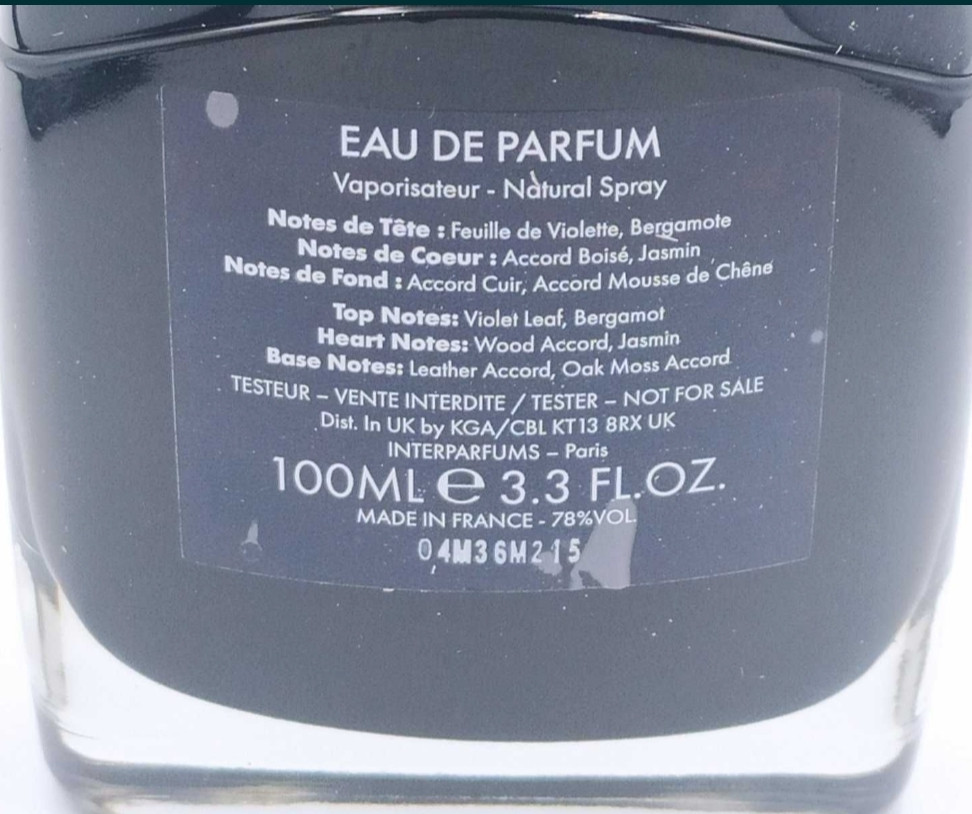 EAU DE PARFUM
Vaporisateur - Natural Spray
Notes de Tête : Feuille de Violette, Bergamote
Notes de Coeur : Accord Boisé, Jasmin
Notes de Fond : Accord Cuir, Accord Mousse de Chêne
Top Notes: Violet Leaf, Bergamot
Heart Notes: Wood Accord, Jasmin
Base Notes: Leather Accord, Oak Moss Accord
TESTEUR – VENTE INTERDITE / TESTER – NOT FOR SALE
Dist. In UK by KGA/CBL KT13 8RX UK
INTERPARFUMS – Paris
100ML ℮ 3.3 FL.OZ.
MADE IN FRANCE - 78%VOL.
04M36M215